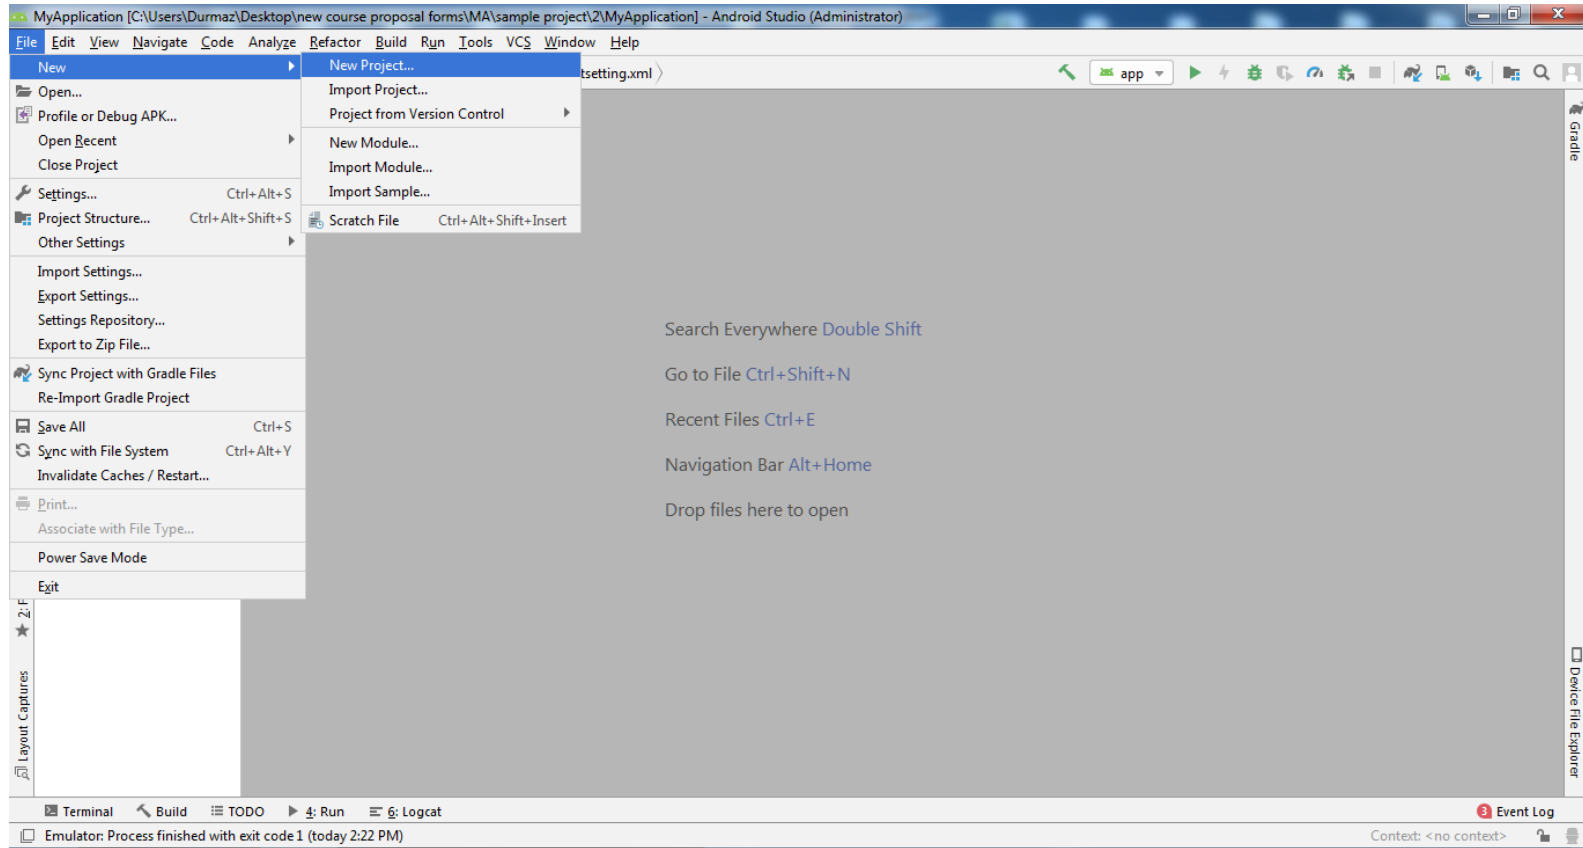 MyApplication [C:\Users\Durmaz\Desktop\new course proposal forms\MA\sample project\2\MyApplication] - Android Studio (Administrator)
File Edit View Navigate Code Analyze Refactor Build Run Tools VCS Window Help
tsetting.xml
app
New
Open...
Profile or Debug APK...
Open Recent
Close Project
Settings... Ctrl+Alt+S
Project Structure... Ctrl+Alt+Shift+S
Other Settings
Import Settings...
Export Settings...
Settings Repository...
Export to Zip File...
Sync Project with Gradle Files
Re-Import Gradle Project
Save All Ctrl+S
Sync with File System Ctrl+Alt+Y
Invalidate Caches / Restart...
Print...
Associate with File Type...
Power Save Mode
Exit
New Project...
Import Project...
Project from Version Control
New Module...
Import Module...
Import Sample...
Scratch File Ctrl+Alt+Shift+Insert
Search Everywhere Double Shift
Go to File Ctrl+Shift+N
Recent Files Ctrl+E
Navigation Bar Alt+Home
Drop files here to open
Gradle
Device File Explorer
2:
Layout Captures
Terminal Build TODO 4: Run 6: Logcat
3 Event Log
Emulator: Process finished with exit code 1 (today 2:22 PM)
Context: <no context>